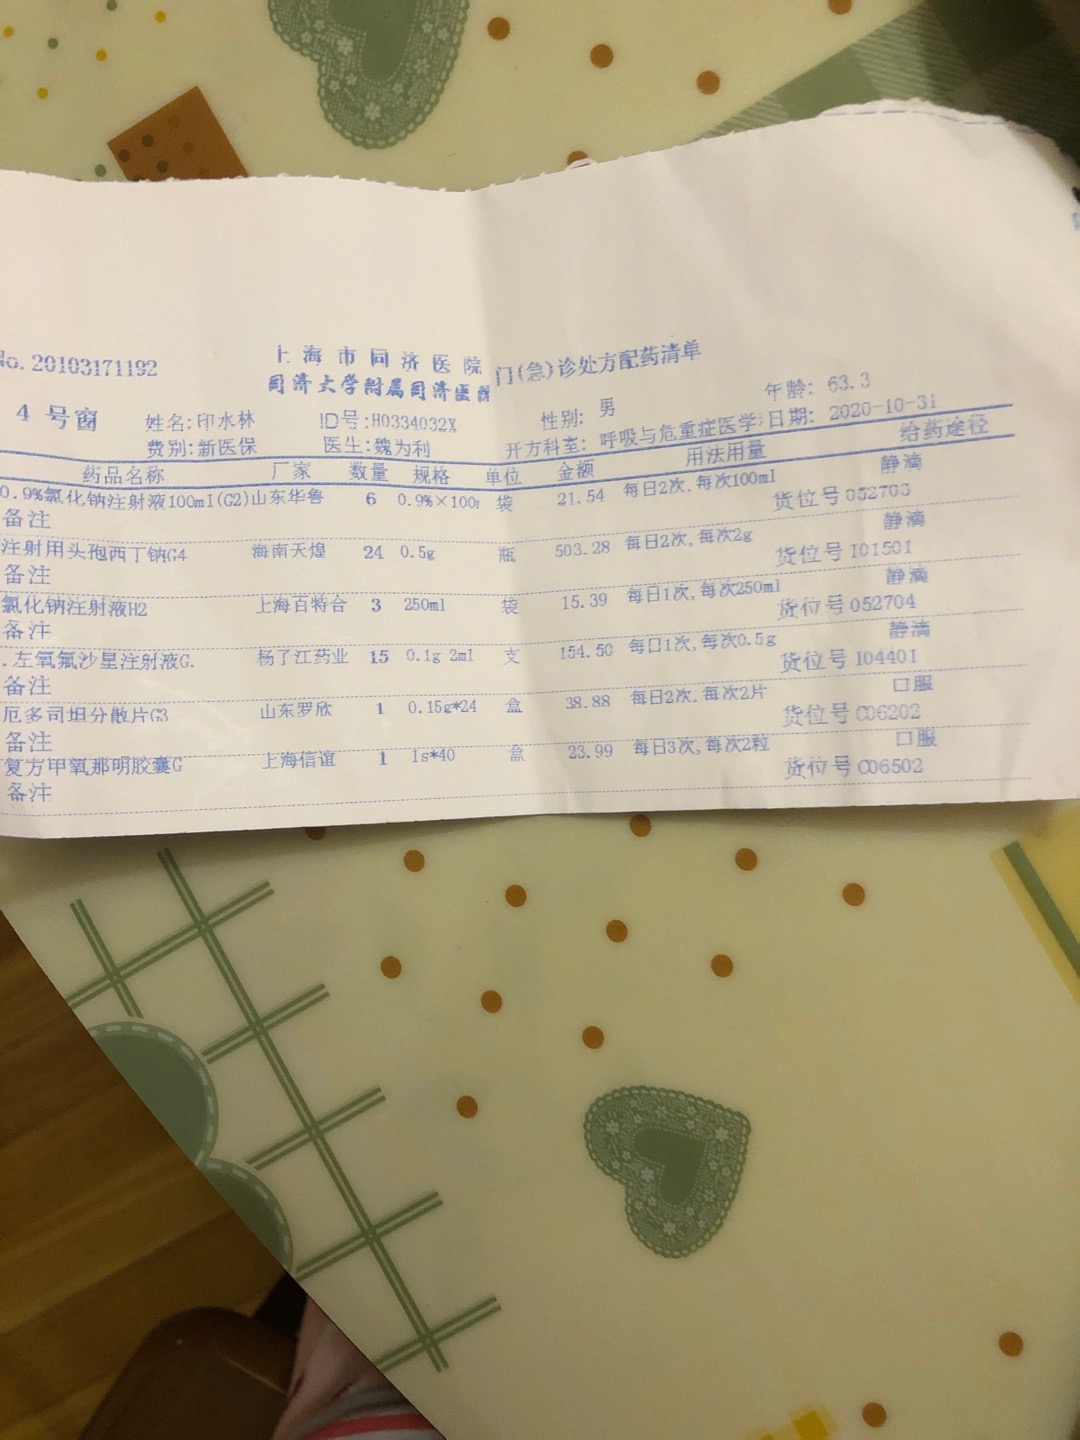 No.20103171192
上海市同济医院
同济大学附属同济医院
门(急)诊处方配药清单
4 号窗 姓名:印水林 ID号:H0334032X 性别: 男 年龄: 63.3
费别:新医保 医生:魏为利 开方科室: 呼吸与危重症医学 日期: 2020-10-31
药品名称 厂家 数量 规格 单位 金额 用法用量 给药途径
0.9%氯化钠注射液100ml(G2) 山东华鲁 6 0.9%×100 袋 21.54 每日2次,每次100ml 静滴
备注 货位号 052703
注射用头孢西丁钠G4 海南天煌 24 0.5g 瓶 503.28 每日2次,每次2g 静滴
备注 货位号 I01501
氯化钠注射液H2 上海百特合 3 250ml 袋 15.39 每日1次,每次250ml 静滴
备注 货位号 052704
.左氧氟沙星注射液G. 扬子江药业 15 0.1g 2ml 支 154.50 每日1次,每次0.5g 静滴
备注 货位号 I04401
厄多司坦分散片G3 山东罗欣 1 0.15g*24 盒 38.88 每日2次,每次2片 口服
备注 货位号 C06202
复方甲氧那明胶囊G 上海信谊 1 1s*40 盒 23.99 每日3次,每次2粒 口服
备注 货位号 C06502